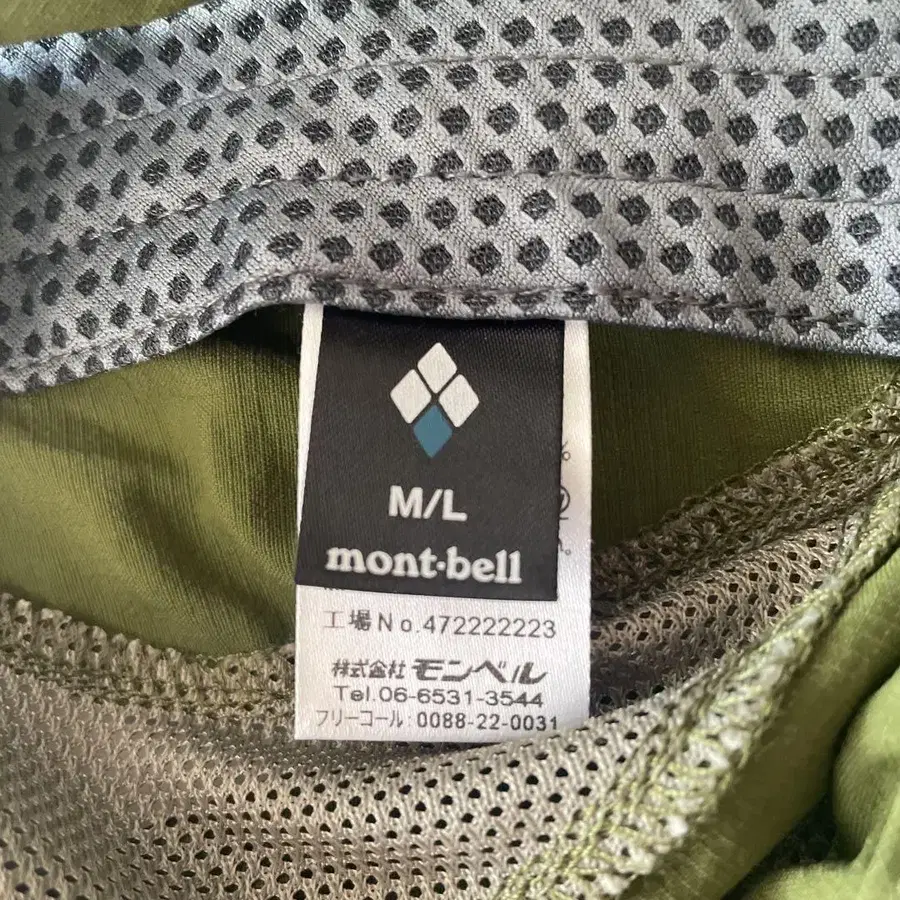 M/L
mont·bell
工場No.472222223
株式会社 モンベル
Tel.06-6531-3544
フリーコール:0088-22-0031